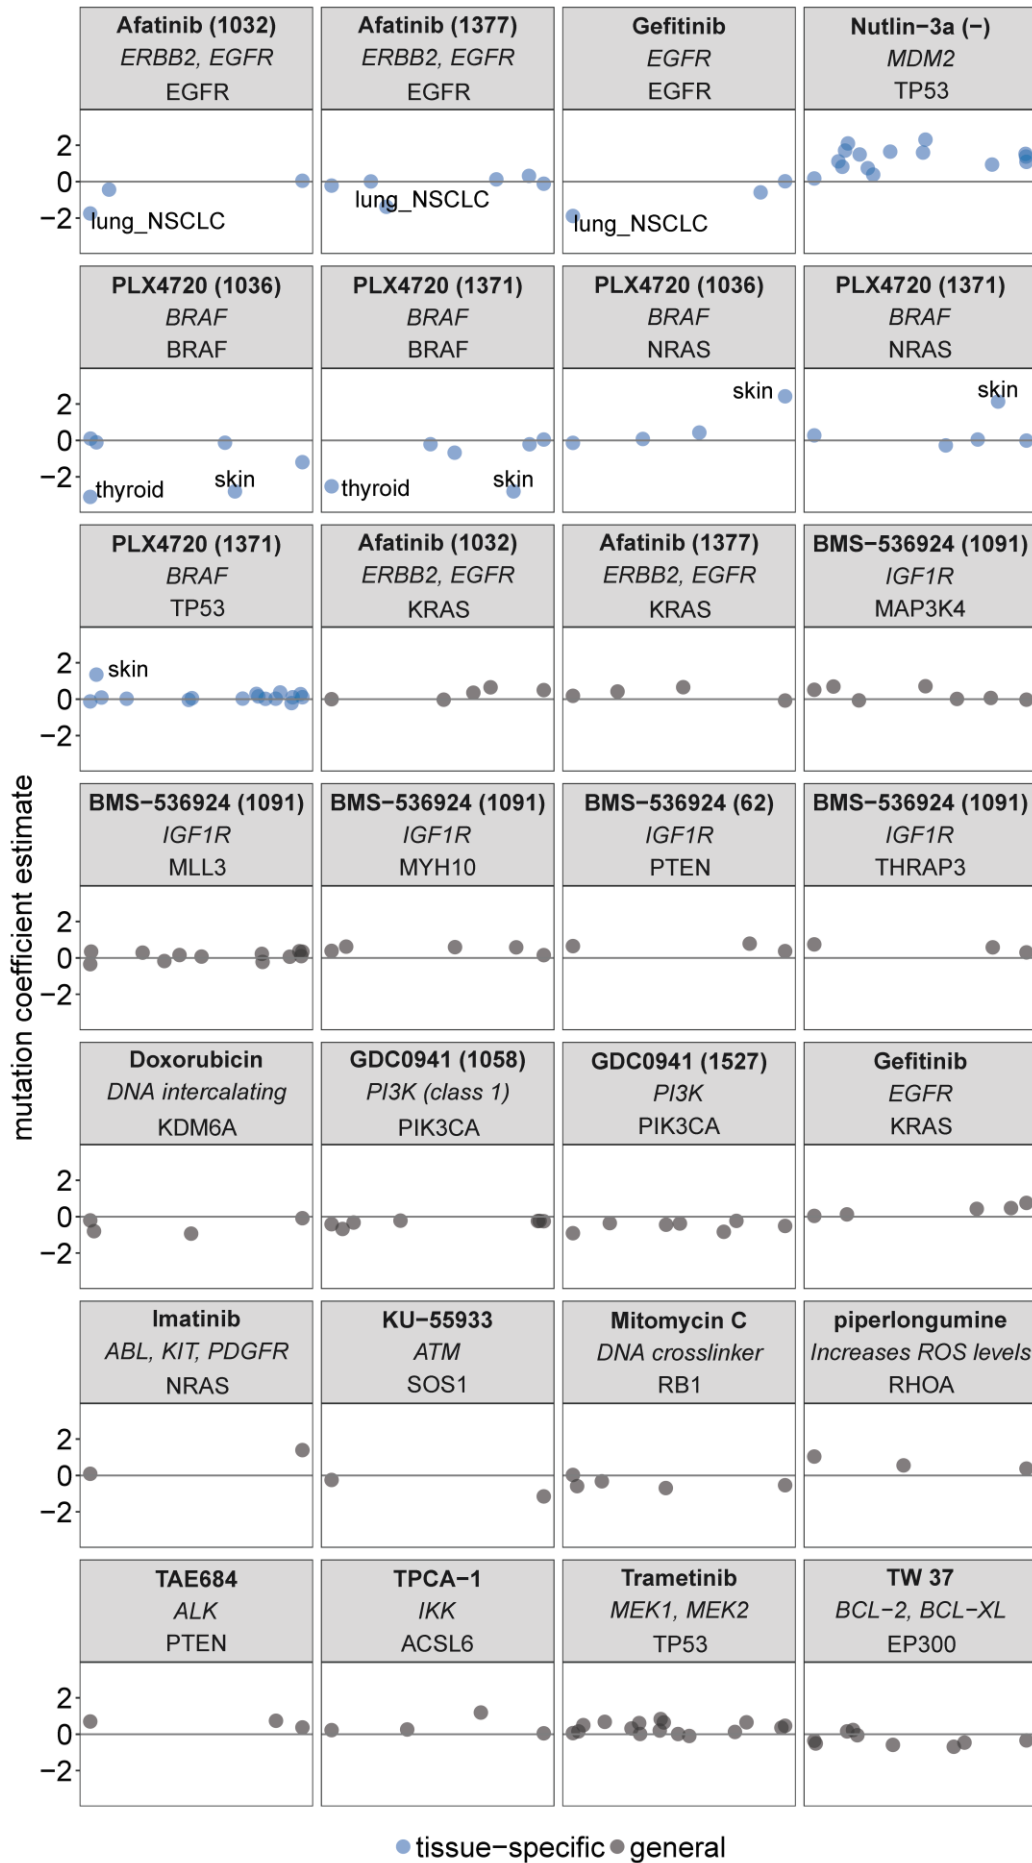 Afatinib (1032)
ERBB2, EGFR
EGFR
Afatinib (1377)
ERBB2, EGFR
EGFR
Gefitinib
EGFR
EGFR
Nutlin−3a (−)
MDM2
TP53
2
0
−2
lung_NSCLC
lung_NSCLC
lung_NSCLC
PLX4720 (1036)
BRAF
BRAF
PLX4720 (1371)
BRAF
BRAF
PLX4720 (1036)
BRAF
NRAS
PLX4720 (1371)
BRAF
NRAS
2
0
−2
thyroid
skin
thyroid
skin
skin
skin
PLX4720 (1371)
BRAF
TP53
Afatinib (1032)
ERBB2, EGFR
KRAS
Afatinib (1377)
ERBB2, EGFR
KRAS
BMS−536924 (1091)
IGF1R
MAP3K4
2
0
−2
skin
mutation coefficient estimate
BMS−536924 (1091)
IGF1R
MLL3
BMS−536924 (1091)
IGF1R
MYH10
BMS−536924 (62)
IGF1R
PTEN
BMS−536924 (1091)
IGF1R
THRAP3
2
0
−2
Doxorubicin
DNA intercalating
KDM6A
GDC0941 (1058)
PI3K (class 1)
PIK3CA
GDC0941 (1527)
PI3K
PIK3CA
Gefitinib
EGFR
KRAS
2
0
−2
Imatinib
ABL, KIT, PDGFR
NRAS
KU−55933
ATM
SOS1
Mitomycin C
DNA crosslinker
RB1
piperlongumine
Increases ROS levels
RHOA
2
0
−2
TAE684
ALK
PTEN
TPCA−1
IKK
ACSL6
Trametinib
MEK1, MEK2
TP53
TW 37
BCL−2, BCL−XL
EP300
2
0
−2
tissue−specific general